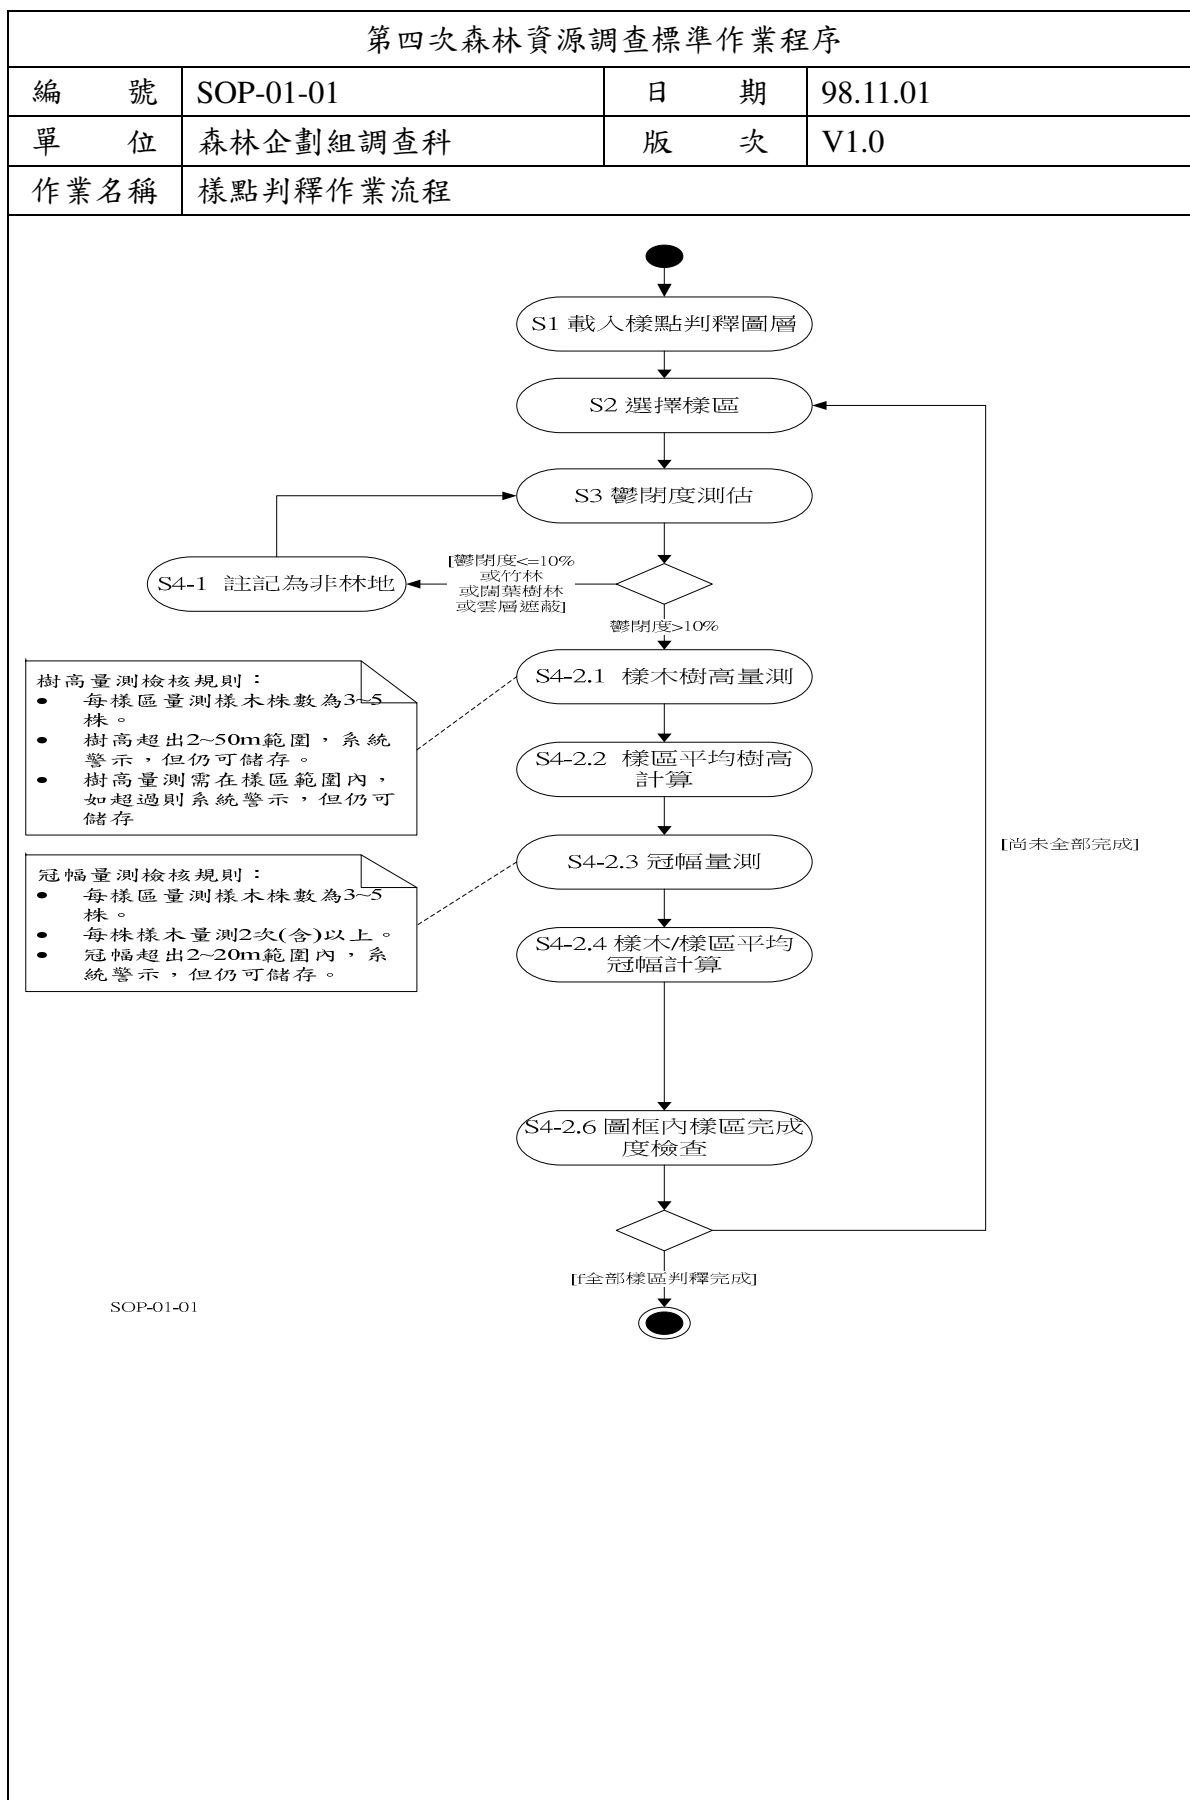 第四次森林資源調查標準作業程序
編 號 SOP-01-01 日 期 98.11.01
單 位 森林企劃組調查科 版 次 V1.0
作業名稱 樣點判釋作業流程
S1 載入樣點判釋圖層
S2 選擇樣區
S3 鬱閉度測估
[鬱閉度<=10%
或竹林
或闊葉樹林
或雲層遮蔽]
S4-1 註記為非林地
鬱閉度>10%
樹高量測檢核規則：
● 每樣區量測樣木株數為3~5
株。
● 樹高超出2~50m範圍，系統
警示，但仍可儲存。
● 樹高量測需在樣區範圍內，
如超過則系統警示，但仍可
儲存
S4-2.1 樣木樹高量測
S4-2.2 樣區平均樹高
計算
[尚未全部完成]
冠幅量測檢核規則：
● 每樣區量測樣木株數為3~5
株。
● 每株樣木量測2次(含)以上。
● 冠幅超出2~20m範圍內，系
統警示，但仍可儲存。
S4-2.3 冠幅量測
S4-2.4 樣木/樣區平均
冠幅計算
S4-2.6 圖框內樣區完成
度檢查
[f全部樣區判釋完成]
SOP-01-01